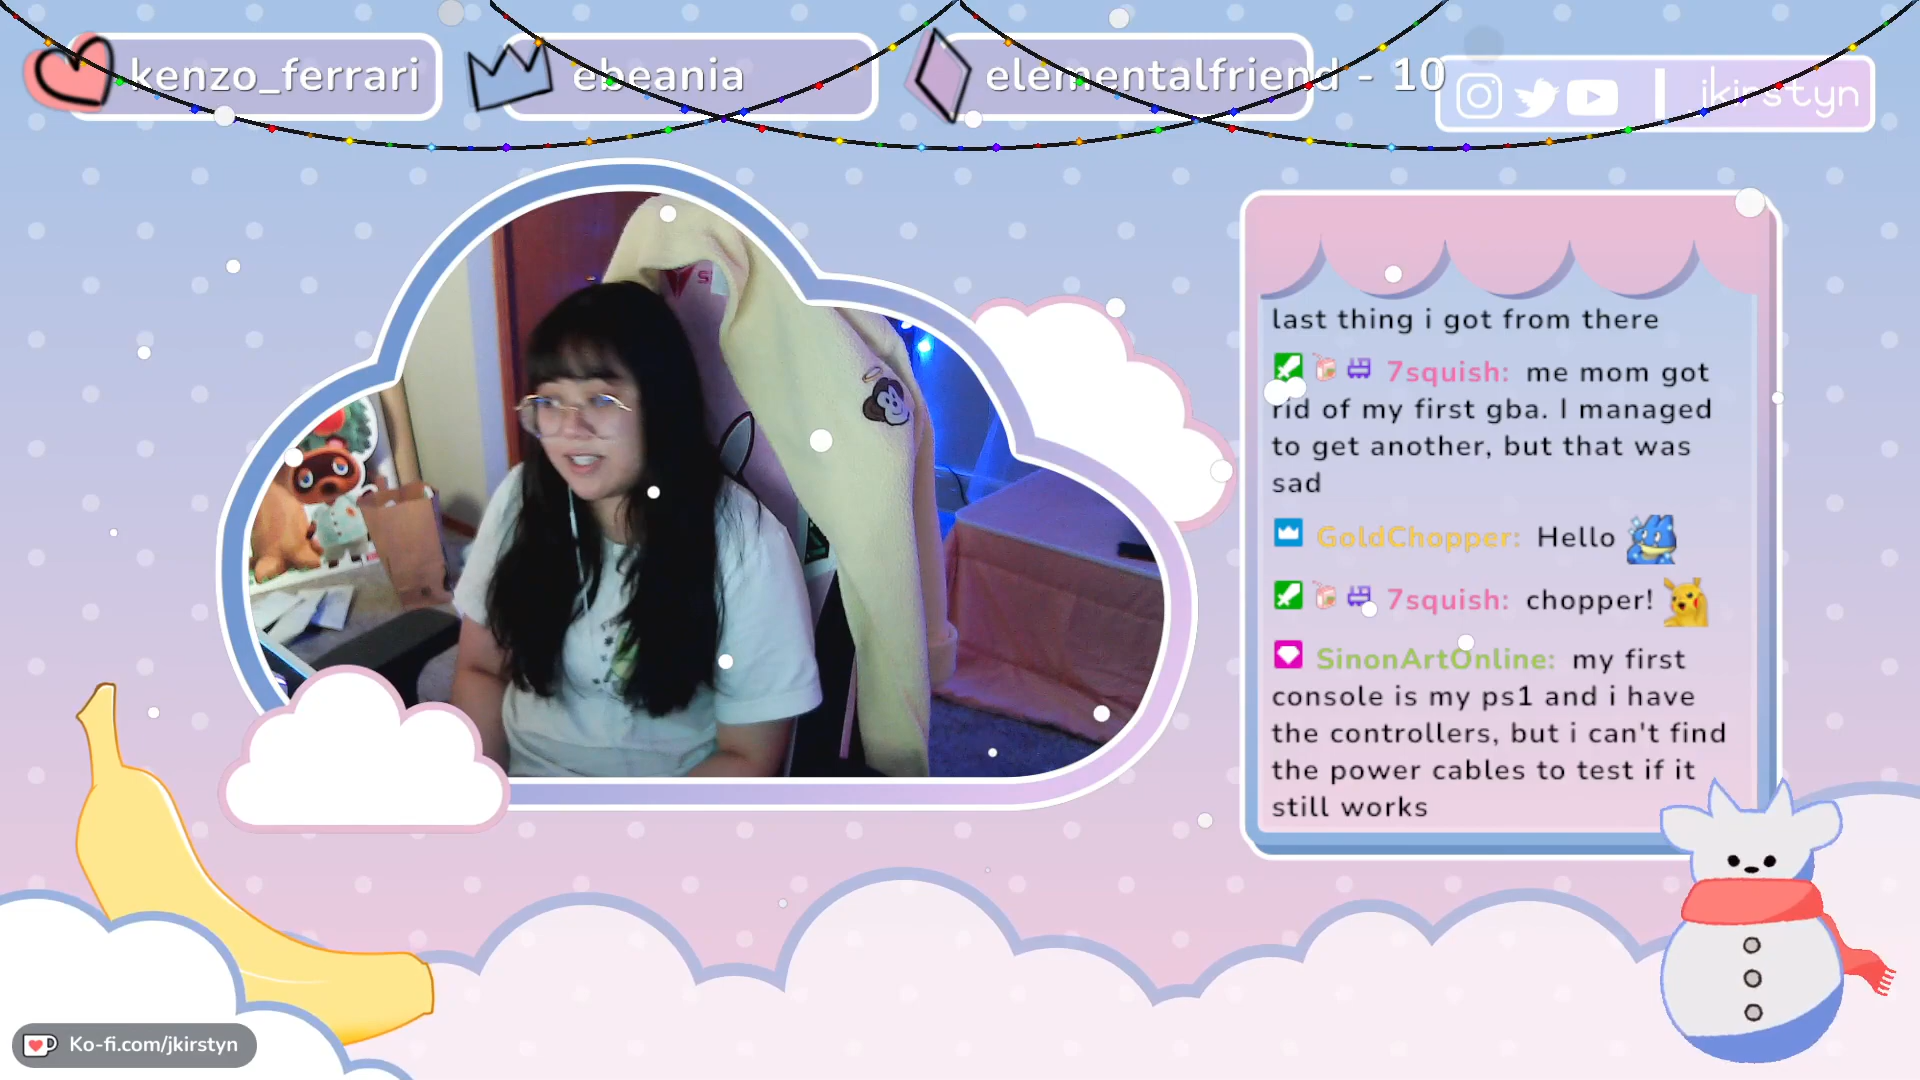 kenzo_ferrari
ebeania
elementalfriend - 10
jkirstyn
last thing i got from there
7squish: me mom got
rid of my first gba. I managed
to get another, but that was
sad
GoldChopper: Hello
7squish: chopper!
SinonArtOnline: my first
console is my ps1 and i have
the controllers, but i can't find
the power cables to test if it
still works
Ko-fi.com/jkirstyn